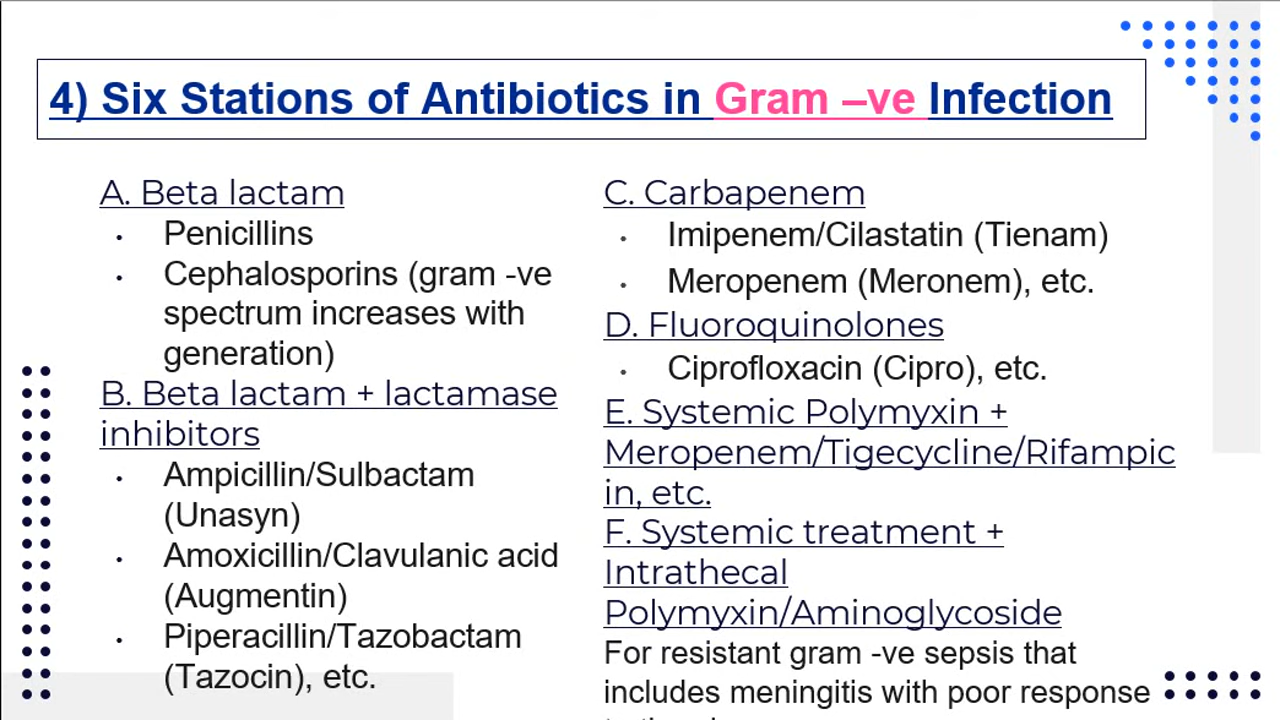 4) Six Stations of Antibiotics in Gram –ve Infection
A. Beta lactam
• Penicillins
• Cephalosporins (gram -ve
spectrum increases with
generation)
B. Beta lactam + lactamase
inhibitors
• Ampicillin/Sulbactam
(Unasyn)
• Amoxicillin/Clavulanic acid
(Augmentin)
• Piperacillin/Tazobactam
(Tazocin), etc.
C. Carbapenem
• Imipenem/Cilastatin (Tienam)
• Meropenem (Meronem), etc.
D. Fluoroquinolones
• Ciprofloxacin (Cipro), etc.
E. Systemic Polymyxin +
Meropenem/Tigecycline/Rifampic
in, etc.
F. Systemic treatment +
Intrathecal
Polymyxin/Aminoglycoside
For resistant gram -ve sepsis that
includes meningitis with poor response